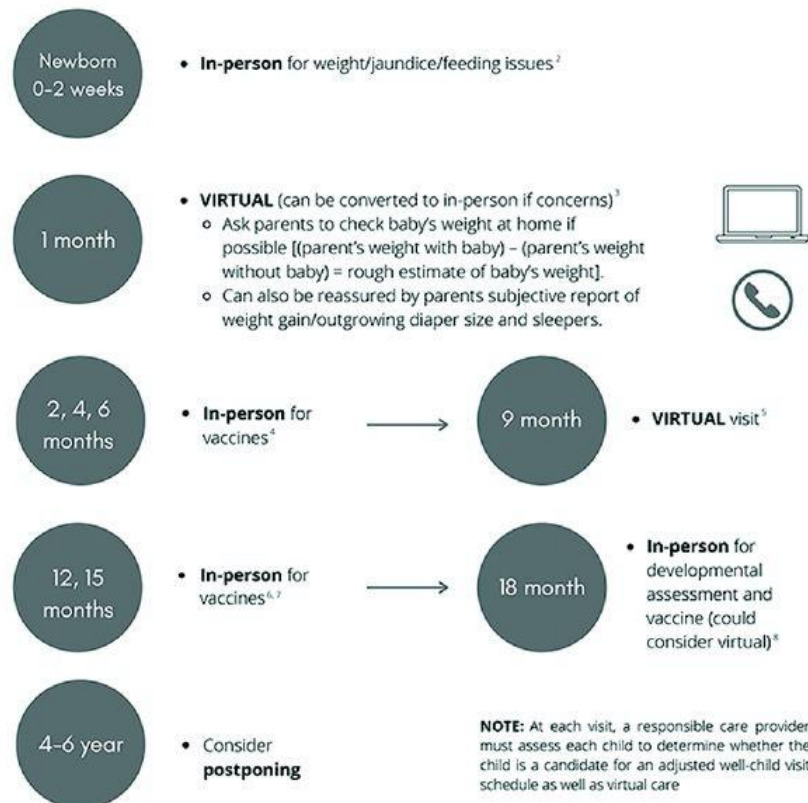 Newborn
0-2 weeks
• In-person for weight/jaundice/feeding issues²
1 month
• VIRTUAL (can be converted to in-person if concerns)³
o Ask parents to check baby's weight at home if
possible [(parent's weight with baby) – (parent's weight
without baby) = rough estimate of baby's weight].
o Can also be reassured by parents subjective report of
weight gain/outgrowing diaper size and sleepers.
2, 4, 6
months
• In-person for
vaccines⁴
9 month
• VIRTUAL visit⁵
12, 15
months
• In-person for
vaccines⁶,⁷
18 month
• In-person for
developmental
assessment and
vaccine (could
consider virtual)⁸
4-6 year
• Consider
postponing
NOTE: At each visit, a responsible care provider
must assess each child to determine whether the
child is a candidate for an adjusted well-child visit
schedule as well as virtual care